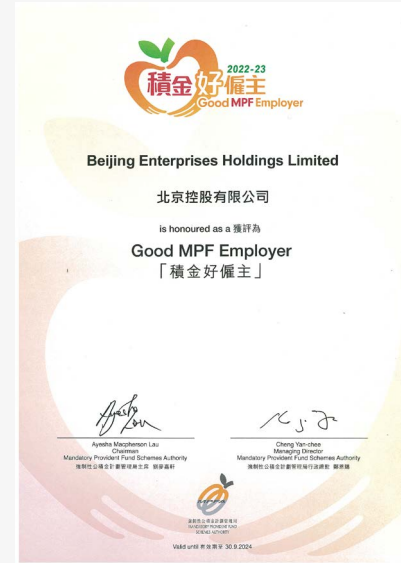 2022-23
積金好僱主
Good MPF Employer
Beijing Enterprises Holdings Limited
北京控股有限公司
is honoured as a 獲評為
Good MPF Employer
「積金好僱主」
Ayesha Macpherson Lau
Chairman
Mandatory Provident Fund Schemes Authority
強制性公積金計劃管理局主席 劉麥嘉軒
Cheng Yan-chee
Managing Director
Mandatory Provident Fund Schemes Authority
強制性公積金計劃管理局行政總監 鄭恩賜
強制性公積金計劃管理局
MANDATORY PROVIDENT FUND
SCHEMES AUTHORITY
Valid until 有效期至 30.9.2024